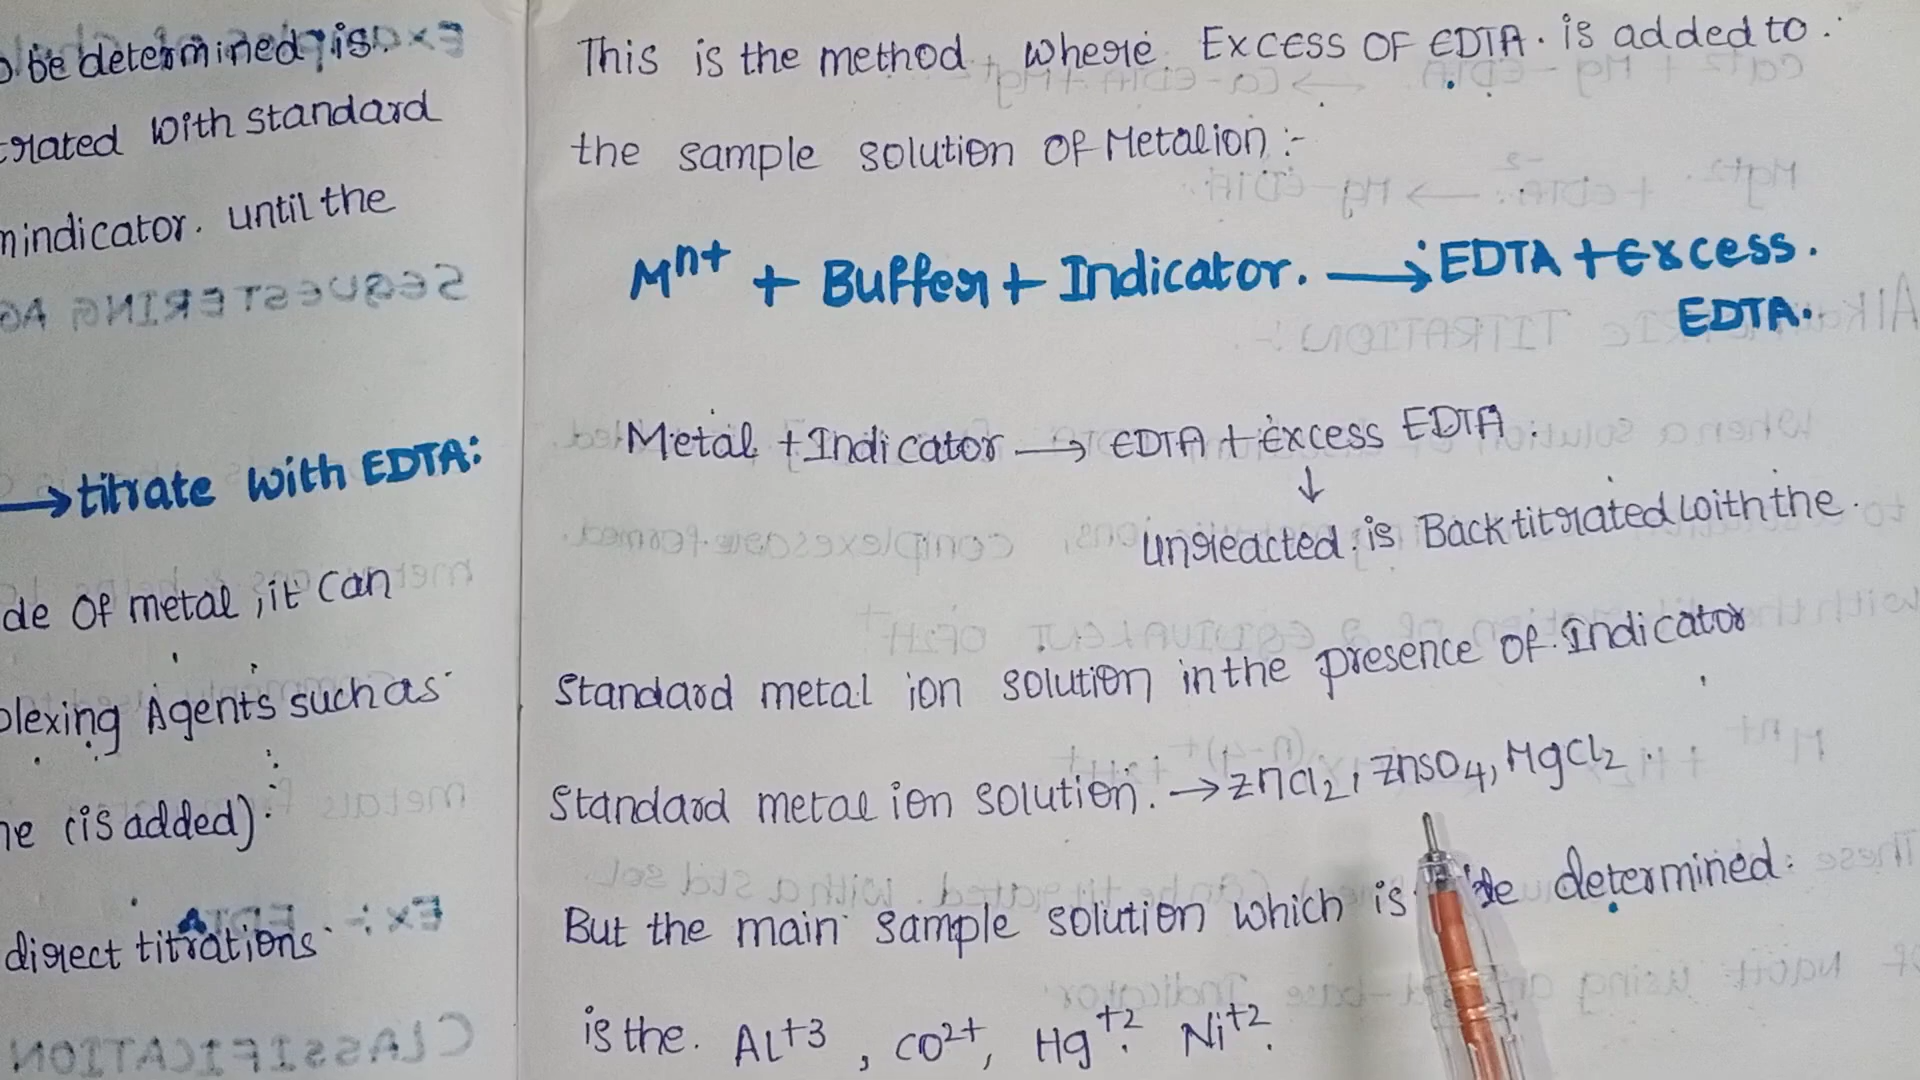 be determined is.
trated with standard
indicator. until the
→titrate with EDTA:
de of metal, it can
plexing Agents such as
(is added):
direct titrations
This is the method, where EXCESS OF EDTA. is added to.
the sample solution OF Metal ion :-
Mn+ + Buffer + Indicator. → EDTA + Excess.
EDTA.
Metal + Indicator → EDTA + Excess EDTA.
↓
unreacted. is Back titrated with the.
Standard metal ion solution in the presence of. Indicator
Standard metal ion solution: → ZnCl2, ZnSO4, MgCl2.
But the main sample solution which is be determined.
is the. Al+3, CO2+, Hg+2. Ni+2.